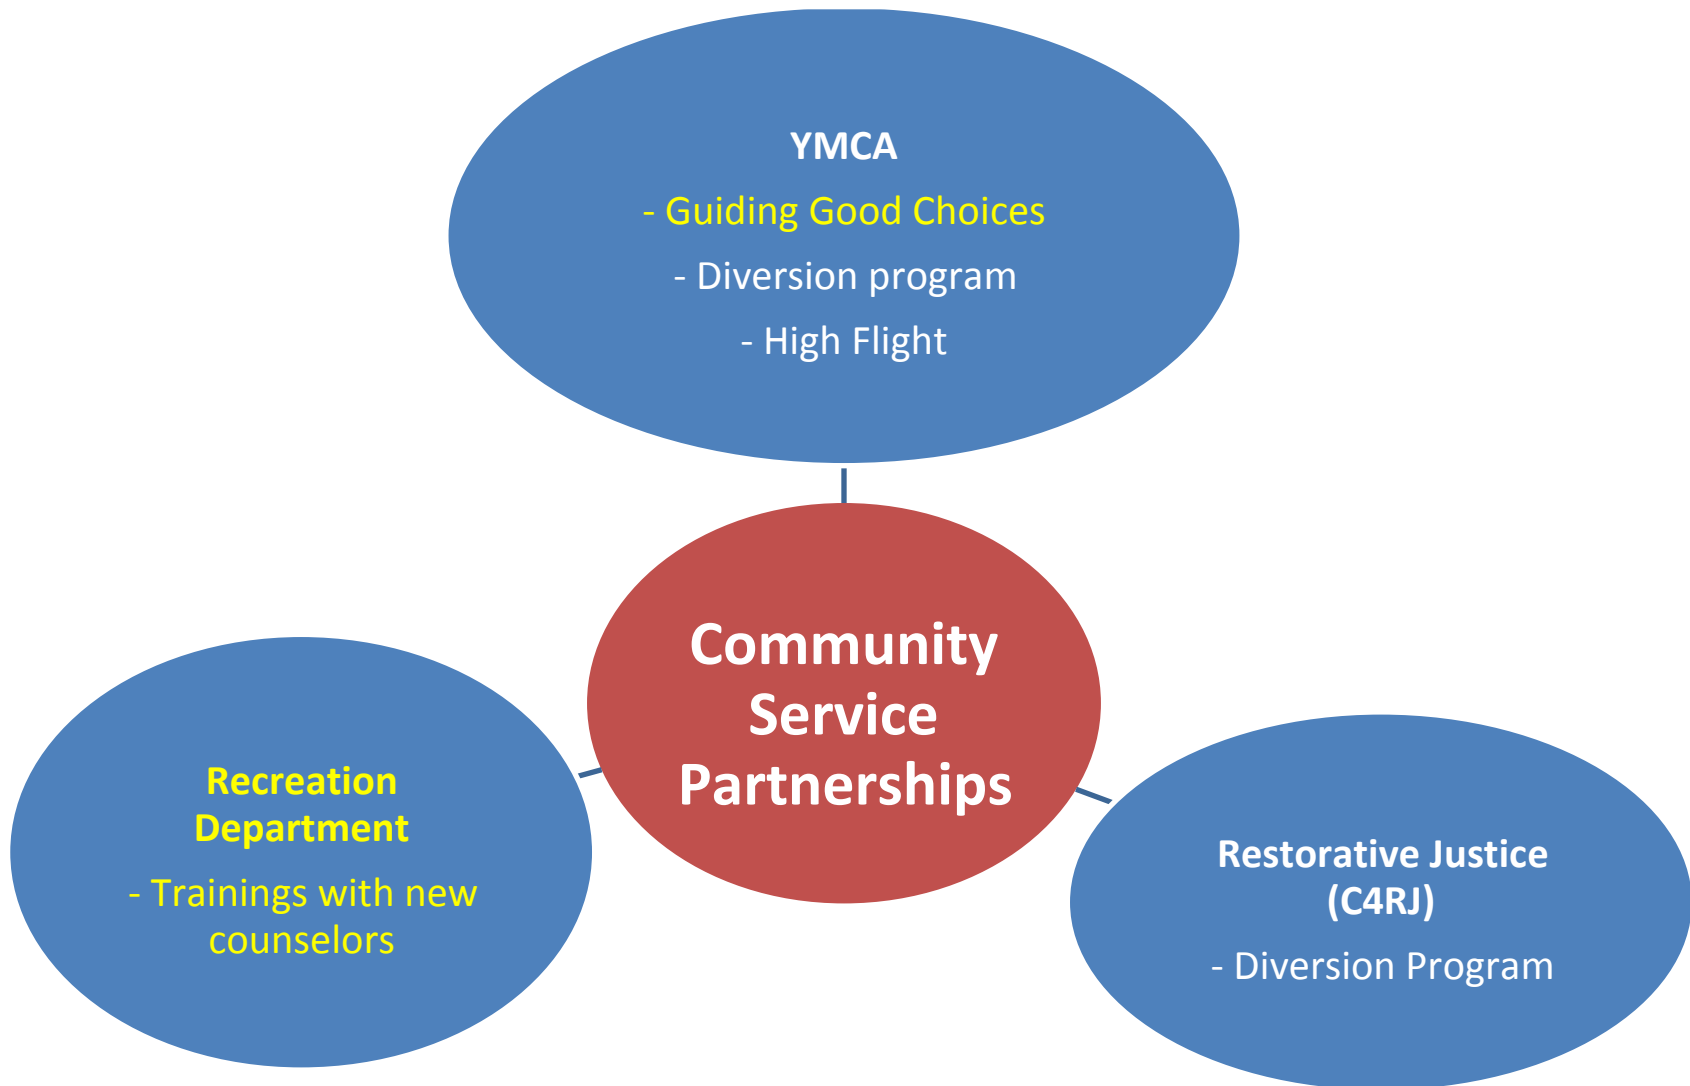 YMCA
- Guiding Good Choices
- Diversion program
- High Flight
Community
Service
Partnerships
Recreation
Department
- Trainings with new
counselors
Restorative Justice
(C4RJ)
- Diversion Program